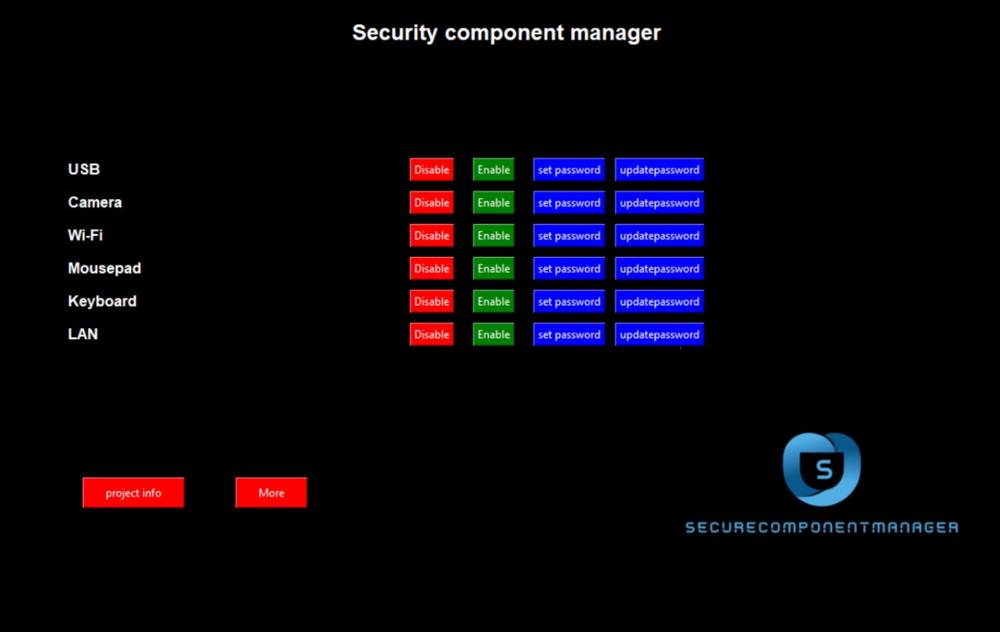 Security component manager
USB Disable Enable set password updatepassword
Camera Disable Enable set password updatepassword
Wi-Fi Disable Enable set password updatepassword
Mousepad Disable Enable set password updatepassword
Keyboard Disable Enable set password updatepassword
LAN Disable Enable set password updatepassword
S
project info More
SECURECOMPONENTMANAGER